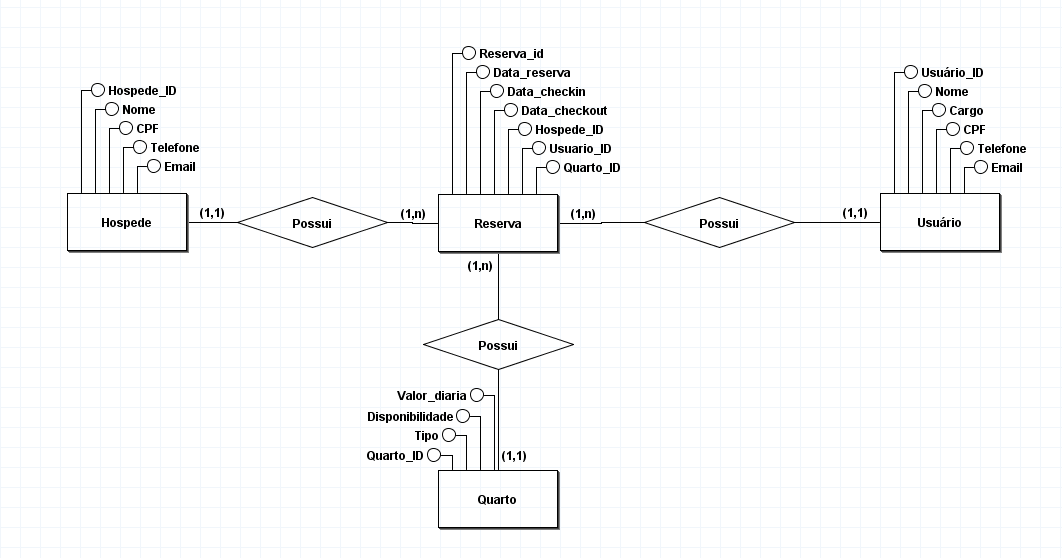 Hospede_ID
Nome
CPF
Telefone
Email
Hospede
(1,1)
Possui
(1,n)
Reserva_id
Data_reserva
Data_checkin
Data_checkout
Hospede_ID
Usuario_ID
Quarto_ID
Reserva
(1,n)
Possui
(1,1)
Usuário_ID
Nome
Cargo
CPF
Telefone
Email
Usuário
(1,n)
Possui
Valor_diaria
Disponibilidade
Tipo
Quarto_ID
(1,1)
Quarto